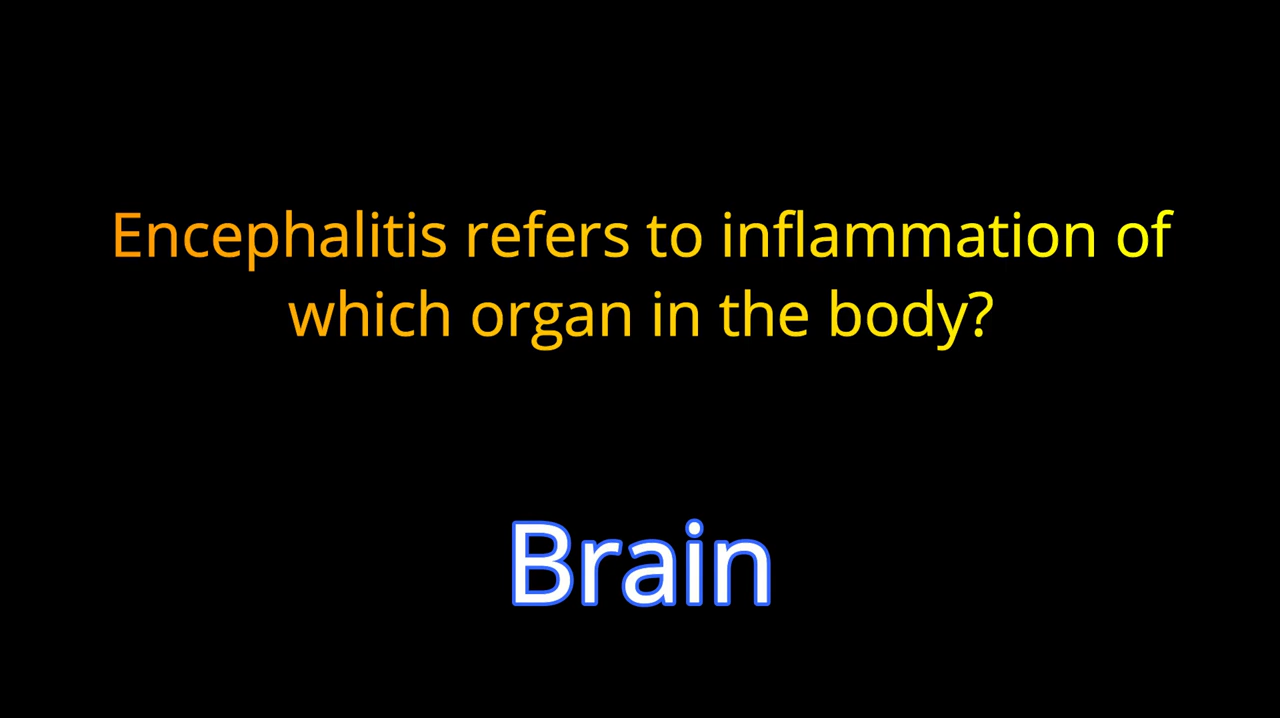 Encephalitis refers to inflammation of
which organ in the body?
Brain